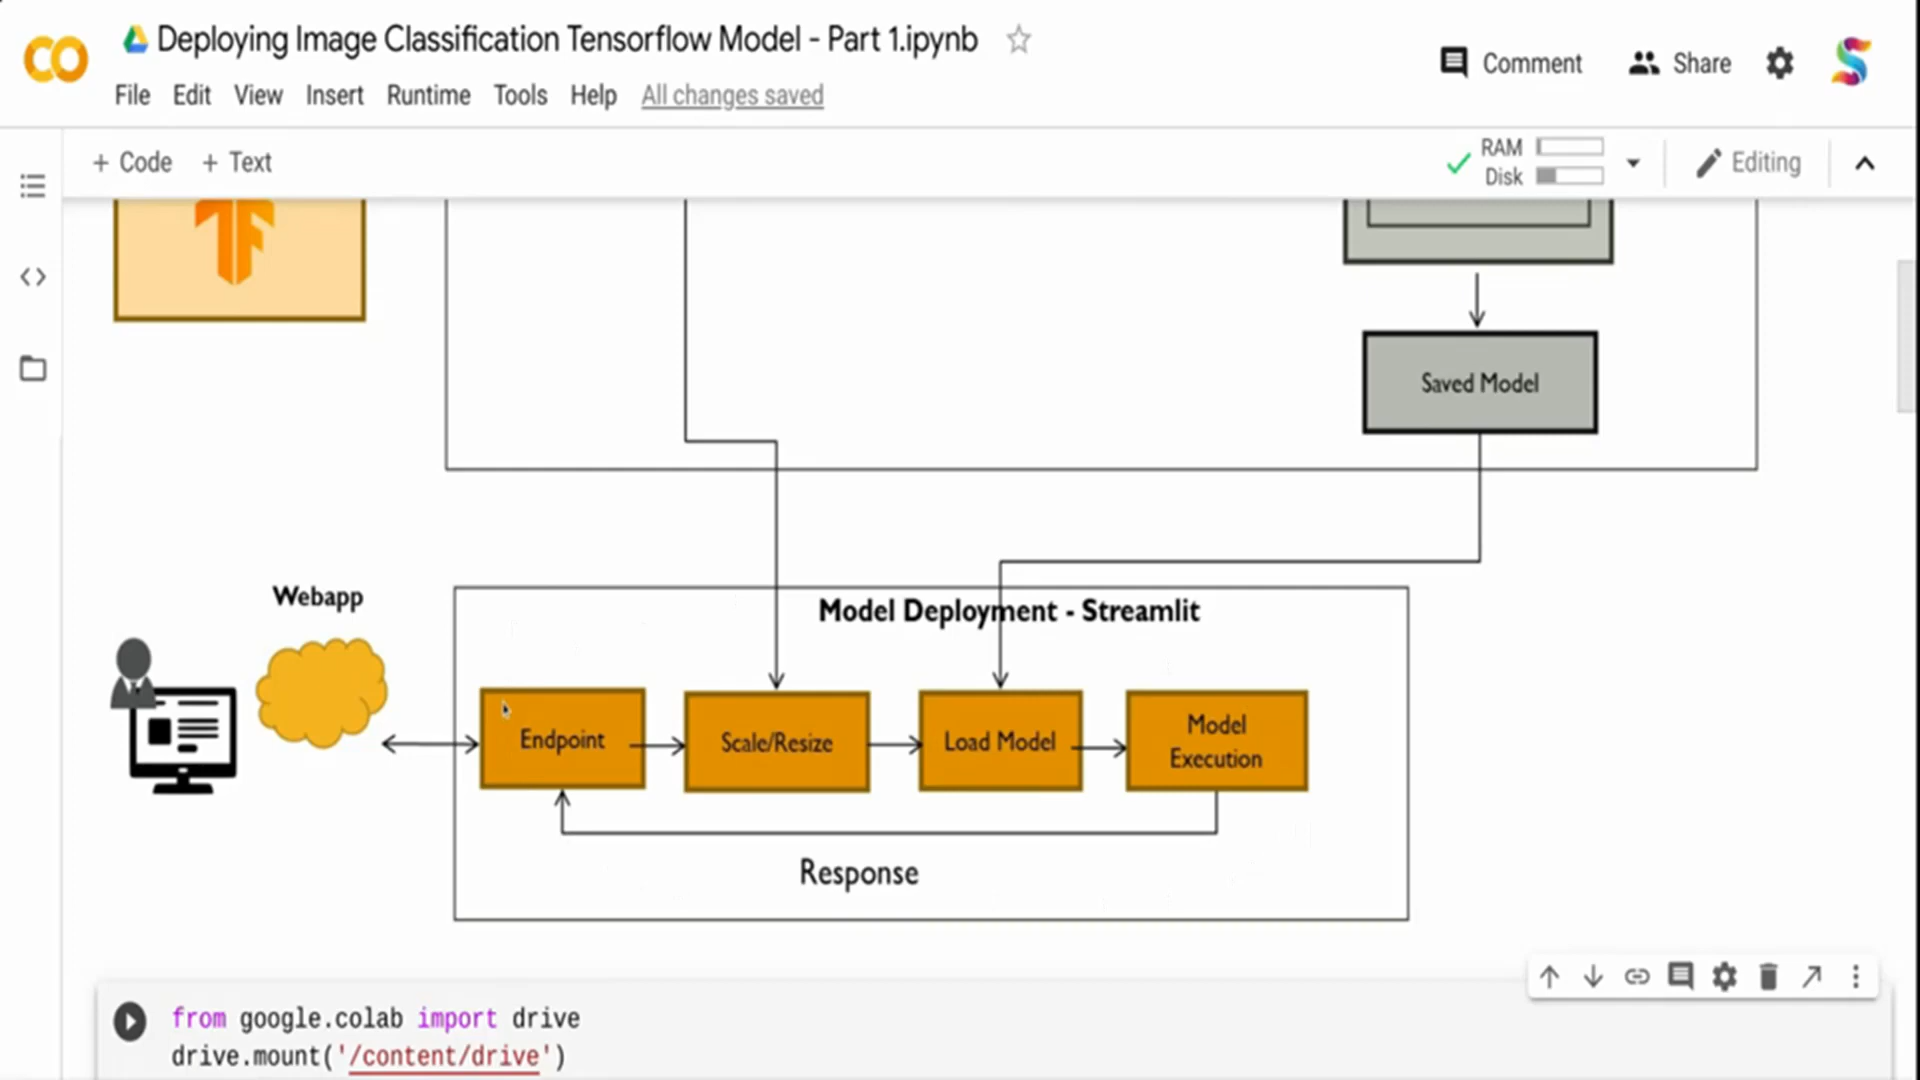 Deploying Image Classification Tensorflow Model - Part 1.ipynb
Comment
Share
File Edit View Insert Runtime Tools Help All changes saved
+ Code + Text
RAM
Disk
Editing
Saved Model
Webapp
Model Deployment - Streamlit
Endpoint
Scale/Resize
Load Model
Model
Execution
Response
from google.colab import drive
drive.mount('/content/drive')